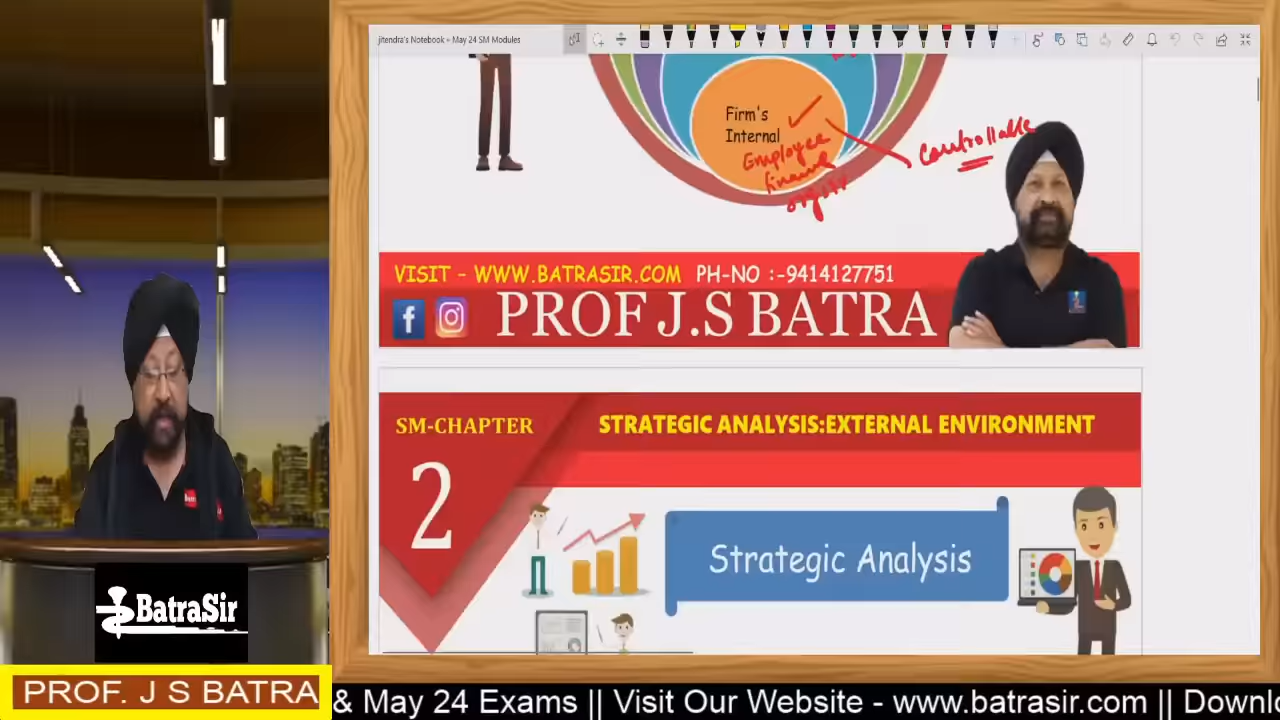 jitendra's Notebook » May 24 SM Modules
Firm's
Internal
Employee
finance
controllable
VISIT - WWW.BATRASIR.COM PH-NO :-9414127751
PROF J.S BATRA
SM-CHAPTER
2
STRATEGIC ANALYSIS:EXTERNAL ENVIRONMENT
Strategic Analysis
BatraSir
PROF. J S BATRA
& May 24 Exams || Visit Our Website - www.batrasir.com || Downlo